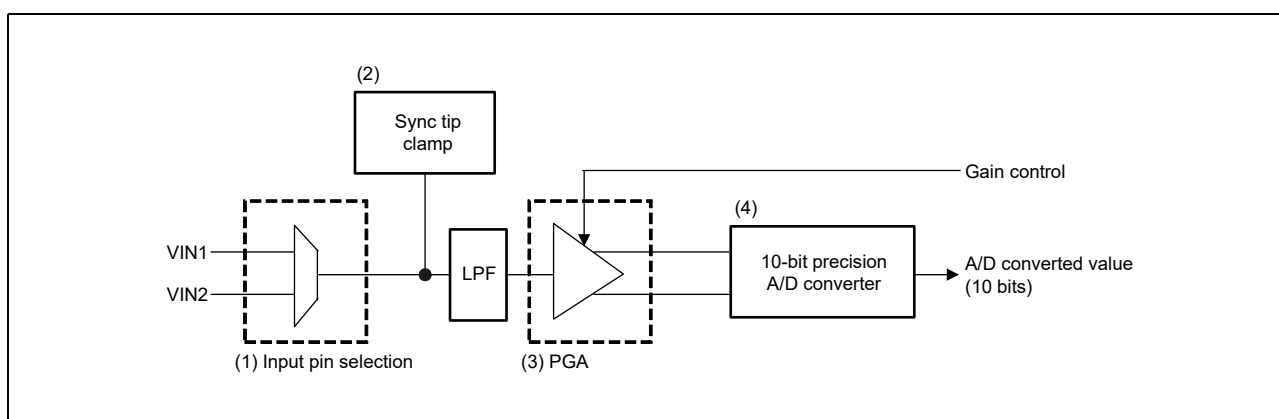 (2)
Sync tip
clamp
Gain control
(4)
VIN1
VIN2
LPF
10-bit precision
A/D converter
A/D converted value
(10 bits)
(1) Input pin selection
(3) PGA